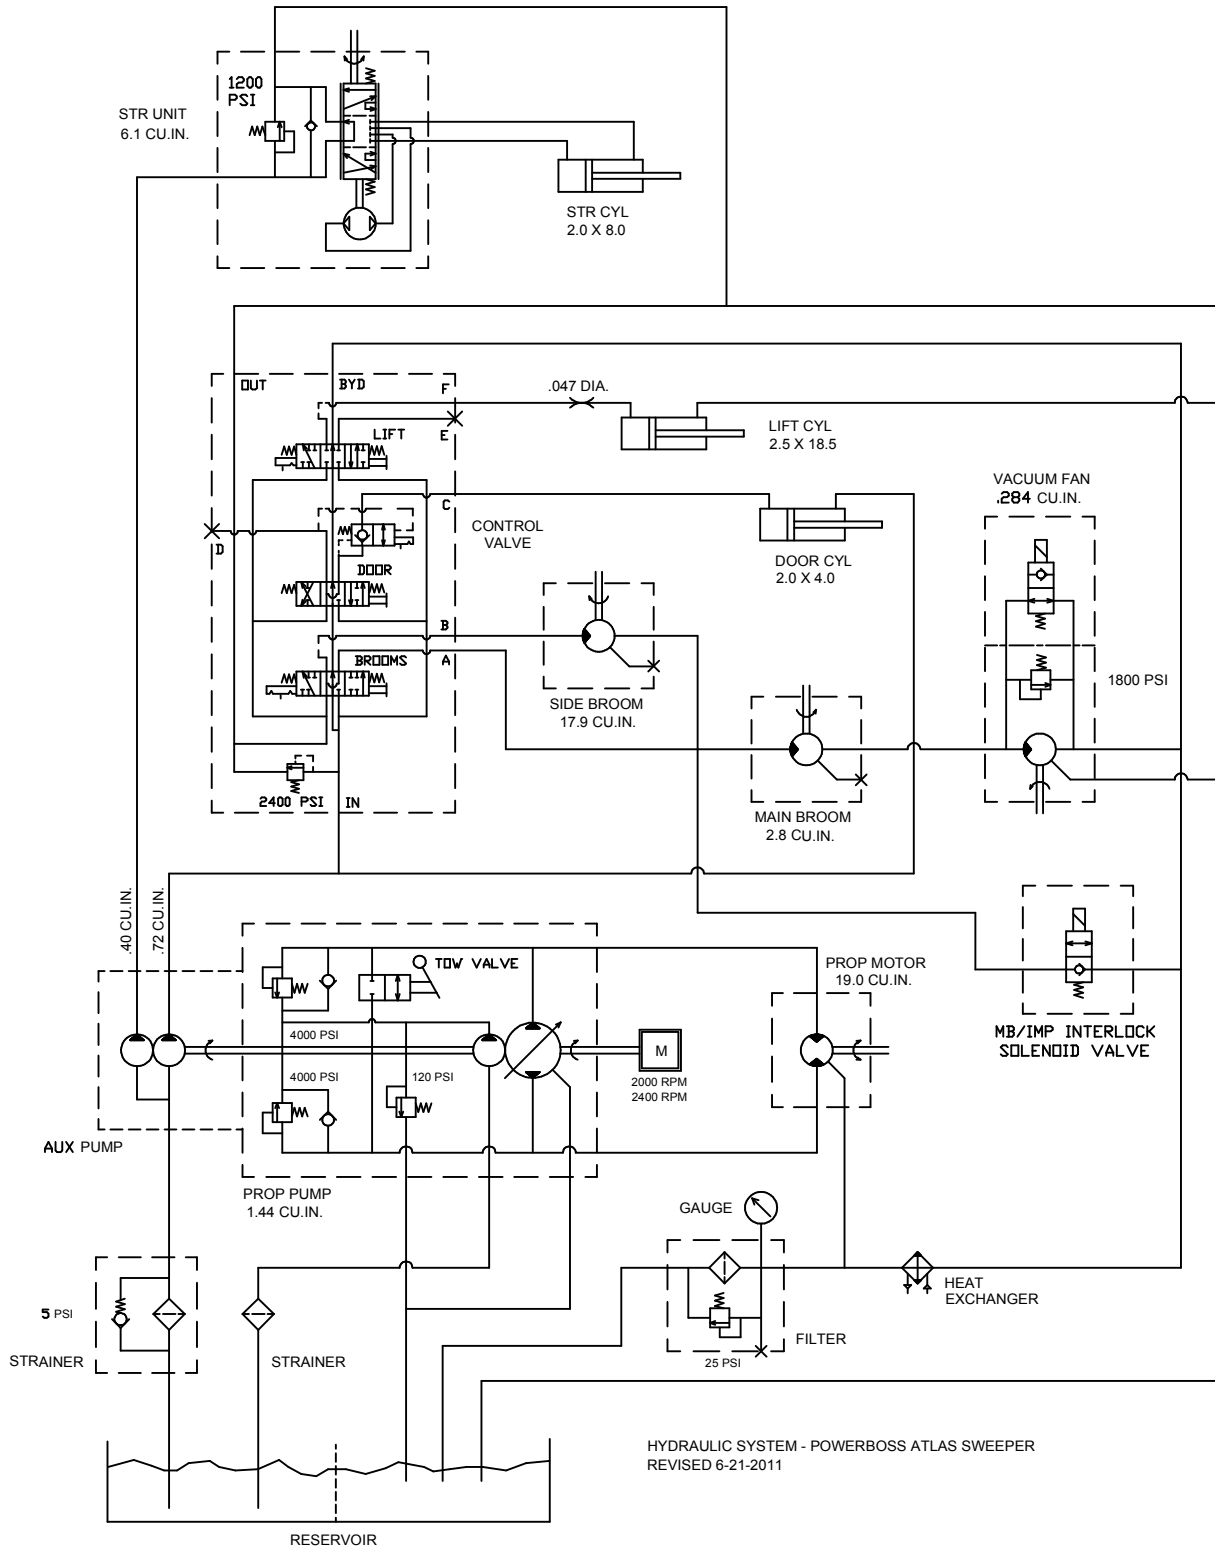 1200
PSI
STR UNIT
6.1 CU.IN.
STR CYL
2.0 X 8.0
OUT
BYD
F
.047 DIA.
LIFT
E
LIFT CYL
2.5 X 18.5
VACUUM FAN
.284 CU.IN.
C
CONTROL
VALVE
D
DOOR
DOOR CYL
2.0 X 4.0
B
BROOMS
A
1800 PSI
SIDE BROOM
17.9 CU.IN.
2400 PSI
IN
MAIN BROOM
2.8 CU.IN.
.40 CU.IN.
.72 CU.IN.
TOW VALVE
PROP MOTOR
19.0 CU.IN.
4000 PSI
MB/IMP INTERLOCK
SOLENOID VALVE
M
4000 PSI
120 PSI
2000 RPM
2400 RPM
AUX PUMP
PROP PUMP
1.44 CU.IN.
GAUGE
HEAT
EXCHANGER
5 PSI
FILTER
STRAINER
STRAINER
25 PSI
HYDRAULIC SYSTEM - POWERBOSS ATLAS SWEEPER
REVISED 6-21-2011
RESERVOIR